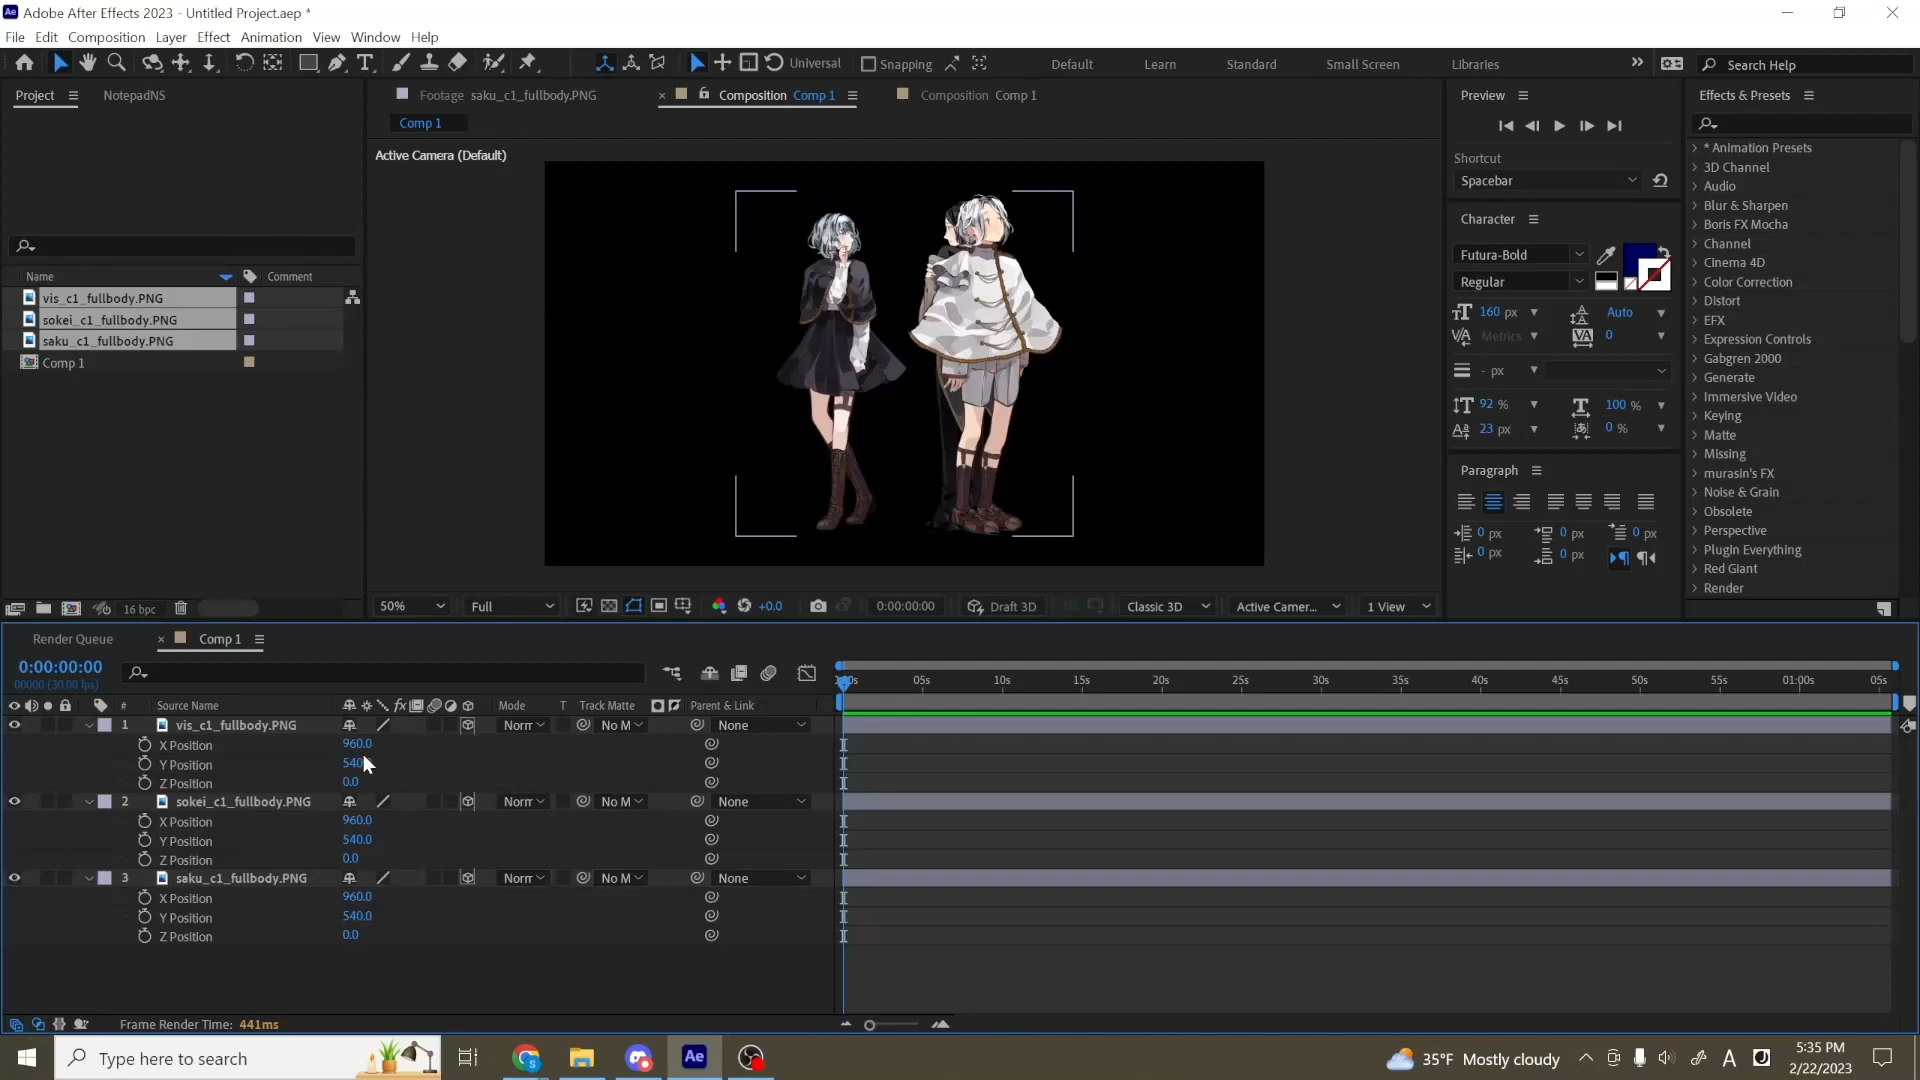 Adobe After Effects 2023 - Untitled Project.aep *
File Edit Composition Layer Effect Animation View Window Help
Universal Snapping Default Learn Standard Small Screen Libraries Search Help
Project NotepadNS
Footage saku_c1_fullbody.PNG
Composition Comp 1
Composition Comp 1
Comp 1
Active Camera (Default)
Name Comment
vis_c1_fullbody.PNG
sokei_c1_fullbody.PNG
saku_c1_fullbody.PNG
Comp 1
16 bpc
50% Full +0.0 0:00:00:00 Draft 3D Classic 3D Active Camer... 1 View
Preview
Shortcut
Spacebar
Character
Futura-Bold
Regular
160 px Auto
Metrics 0
- px
92 % 100 %
23 px 0 %
Paragraph
0 px 0 px 0 px
0 px 0 px
Effects & Presets
* Animation Presets
3D Channel
Audio
Blur & Sharpen
Boris FX Mocha
Channel
Cinema 4D
Color Correction
Distort
EFX
Expression Controls
Gabgren 2000
Generate
Immersive Video
Keying
Matte
Missing
murasin's FX
Noise & Grain
Obsolete
Perspective
Plugin Everything
Red Giant
Render
Render Queue Comp 1
0:00:00:00
00000 (30.00 fps)
05s 10s 15s 20s 25s 30s 35s 40s 45s 50s 55s 01:00s 05s
# Source Name fx Mode T Track Matte Parent & Link
1 vis_c1_fullbody.PNG Norr No M None
X Position 960.0
Y Position 540
Z Position 0.0
2 sokei_c1_fullbody.PNG Norr No M None
X Position 960.0
Y Position 540.0
Z Position 0.0
3 saku_c1_fullbody.PNG Norr No M None
X Position 960.0
Y Position 540.0
Z Position 0.0
Frame Render Time: 441ms
Type here to search
Ae
35°F Mostly cloudy
A
5:35 PM
2/22/2023